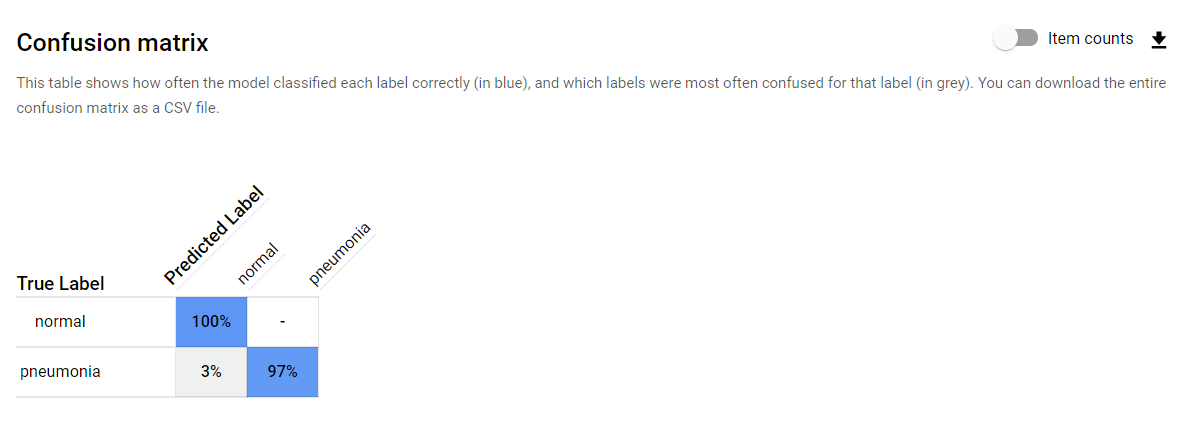 Confusion matrix
Item counts
This table shows how often the model classified each label correctly (in blue), and which labels were most often confused for that label (in grey). You can download the entire
confusion matrix as a CSV file.
Predicted Label
normal
pneumonia
True Label
normal
100%
-
pneumonia
3%
97%